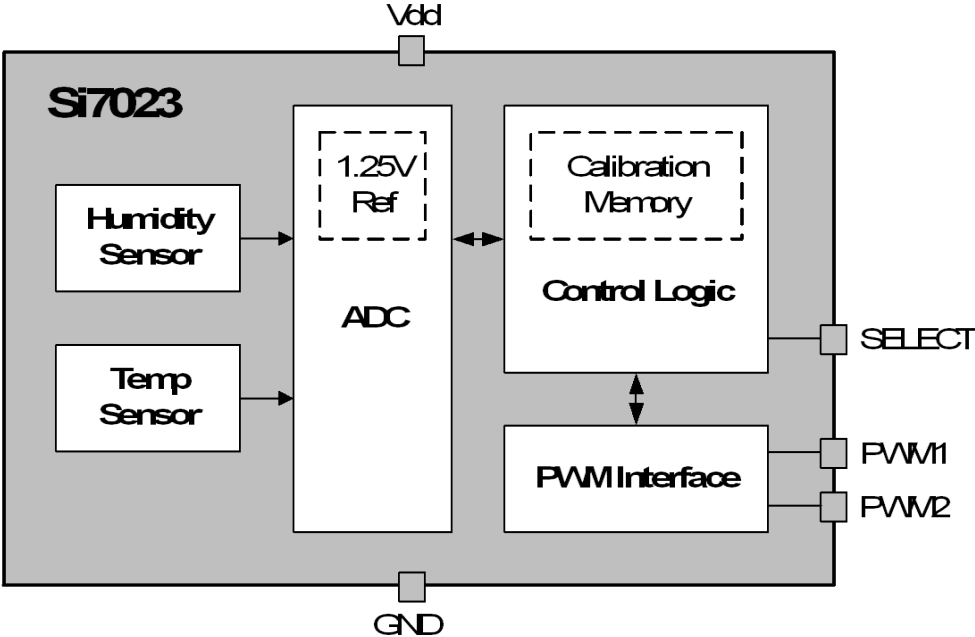 Vdd
Si7023
1.25V
Ref
Calibration
Memory
Humidity
Sensor
Control Logic
ADC
SELECT
Temp
Sensor
PWM1
PWM Interface
PWM2
GND